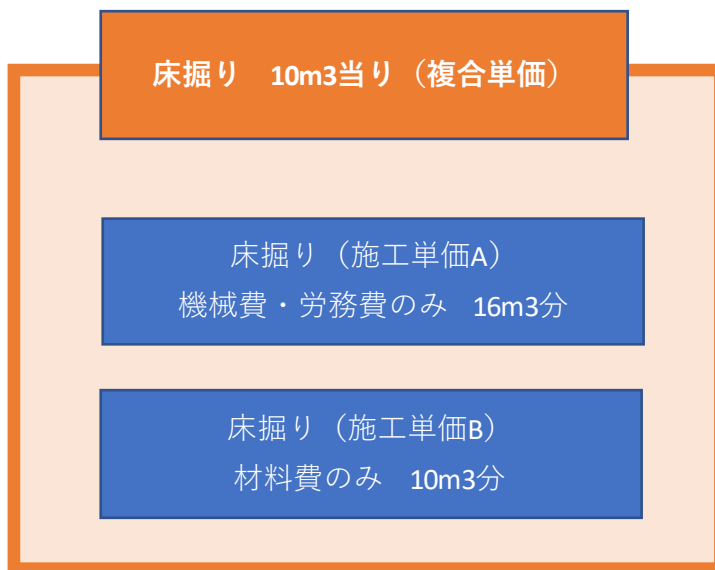 床掘り　10m3当り（複合単価）
床掘り（施工単価A）
機械費・労務費のみ　16m3分
床掘り（施工単価B）
材料費のみ　10m3分